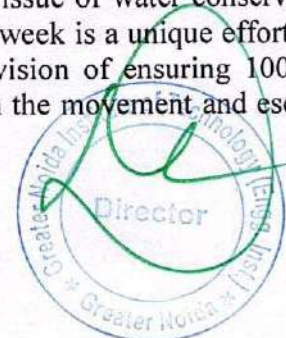 issue of water conserv
week is a unique effort
vision of ensuring 100
the movement and esc
Greater Noida Inst of Technology (Engg Inst)
Director
* Greater Noida *